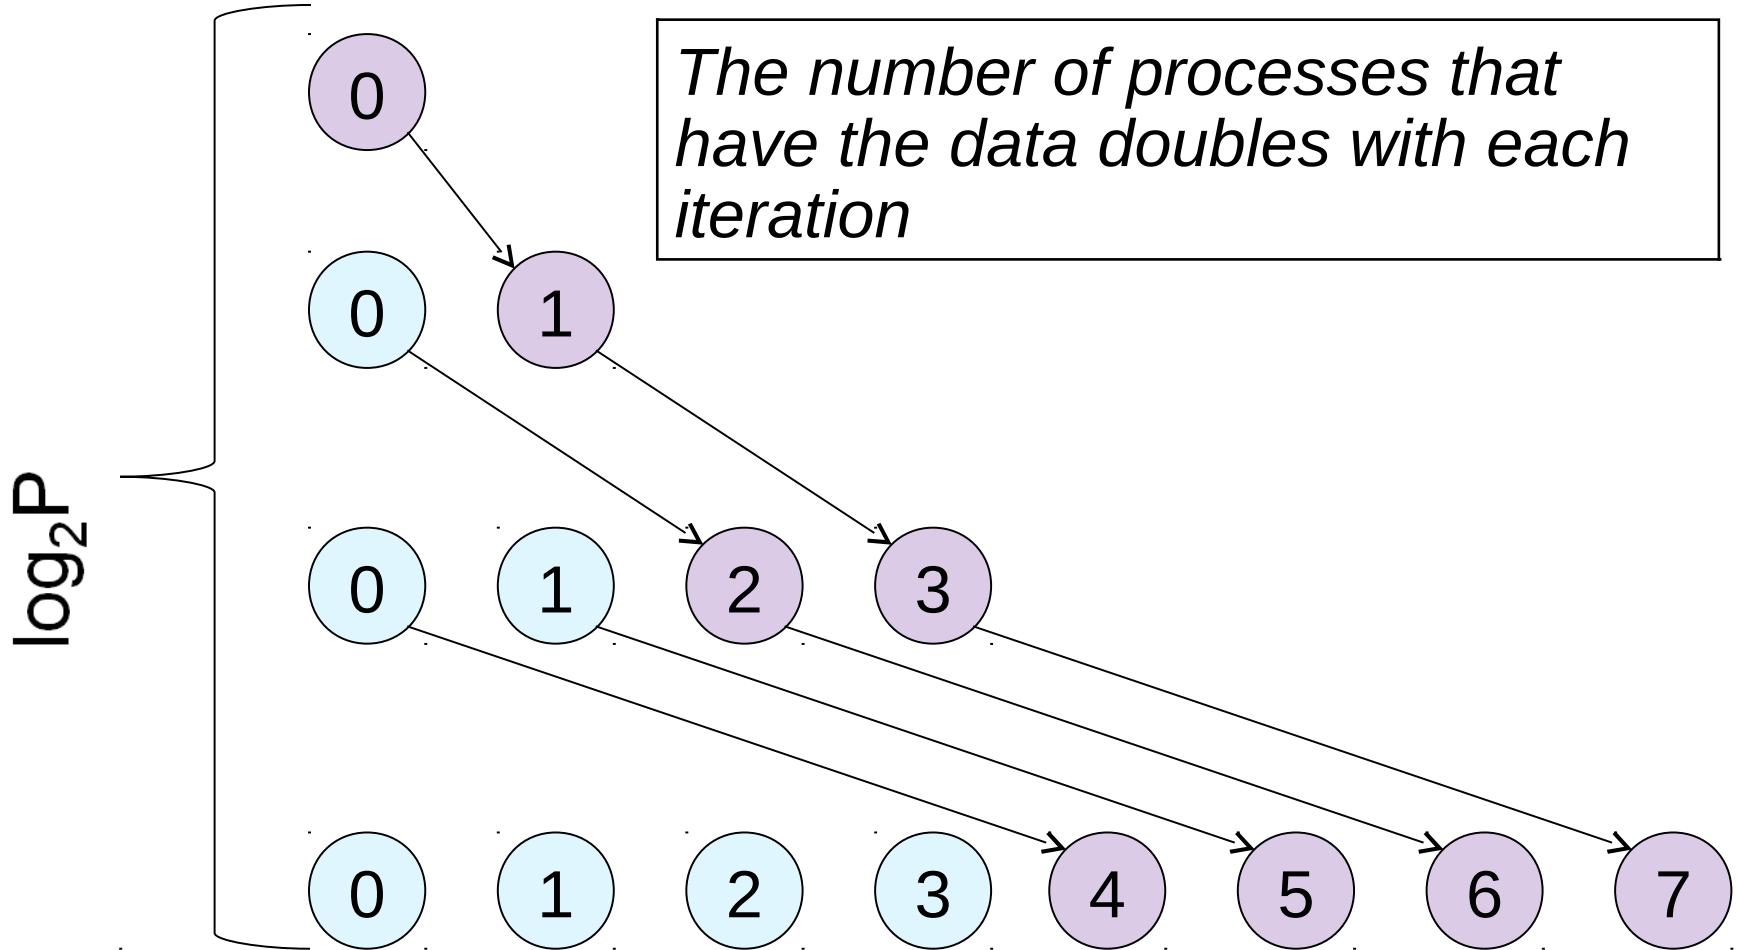 The number of processes that
have the data doubles with each
iteration
0
0 1
log₂P
0 1 2 3
0 1 2 3 4 5 6 7